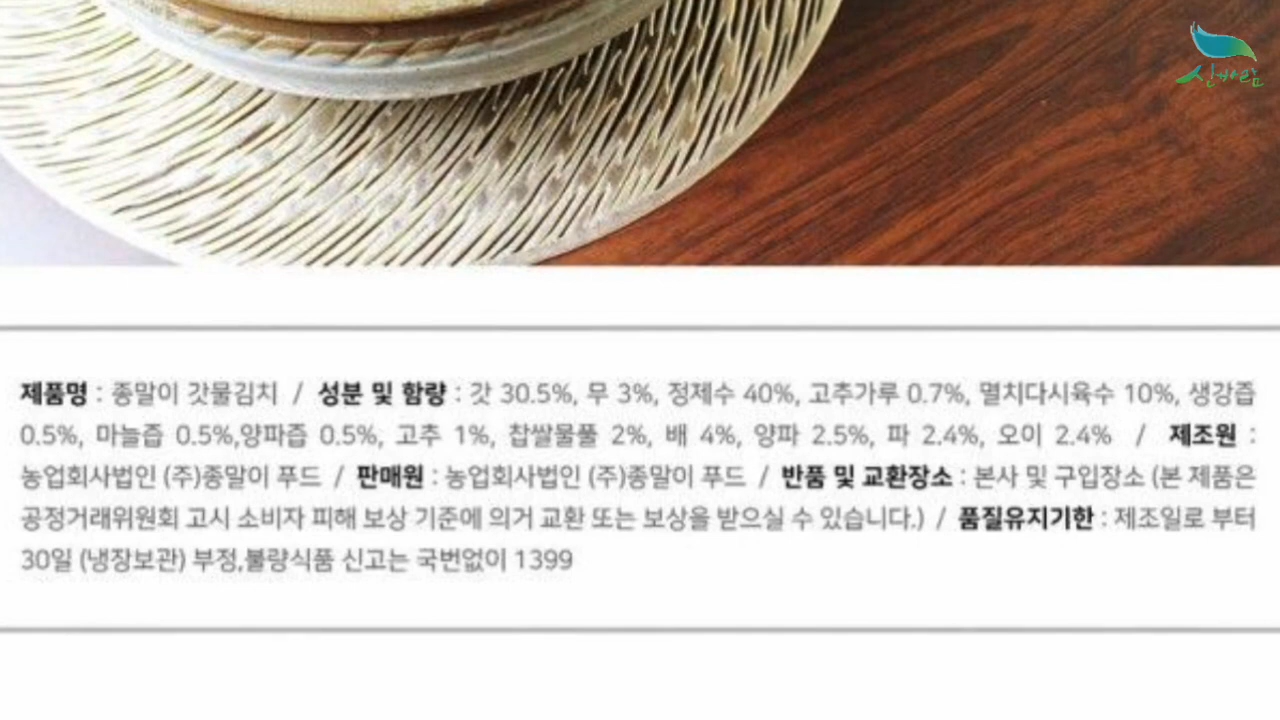 신바람
제품명 : 종말이 갓물김치 / 성분 및 함량 : 갓 30.5%, 무 3%, 정제수 40%, 고추가루 0.7%, 멸치다시육수 10%, 생강즙
0.5%, 마늘즙 0.5%,양파즙 0.5%, 고추 1%, 찹쌀물풀 2%, 배 4%, 양파 2.5%, 파 2.4%, 오이 2.4% / 제조원 :
농업회사법인 (주)종말이 푸드 / 판매원 : 농업회사법인 (주)종말이 푸드 / 반품 및 교환장소 : 본사 및 구입장소 (본 제품은
공정거래위원회 고시 소비자 피해 보상 기준에 의거 교환 또는 보상을 받으실 수 있습니다.) / 품질유지기한 : 제조일로 부터
30일 (냉장보관) 부정,불량식품 신고는 국번없이 1399